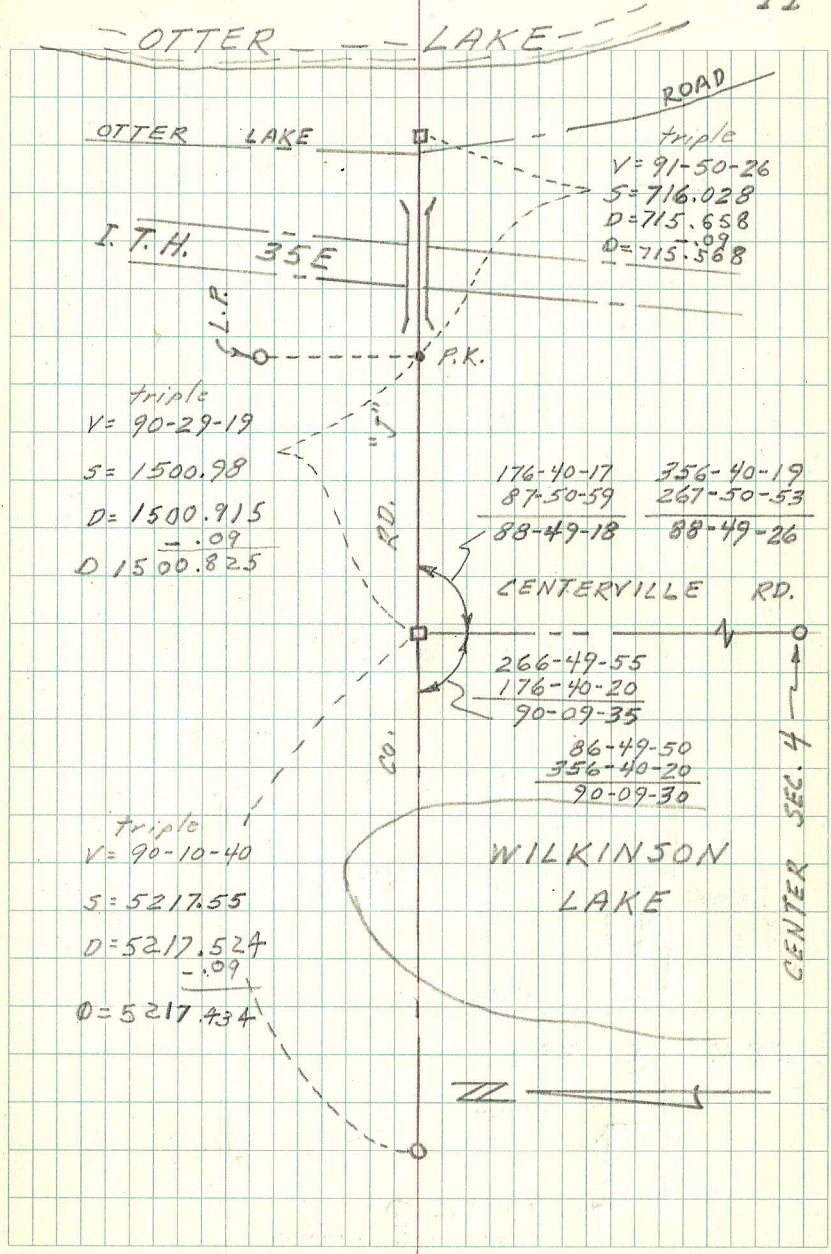 11
OTTER LAKE
ROAD
OTTER LAKE
triple
V= 91-50-26
S= 716.028
D= 715.658
-.09
D= 715.568
I.T.H. 35E
L.P.
P.K.
triple
V= 90-29-19
S= 1500.98
D= 1500.915
- .09
D 1500.825
"J"
RD.
CO.
176-40-17
87-50-59
88-49-18
356-40-19
267-50-53
88-49-26
CENTERVILLE RD.
266-49-55
176-40-20
90-09-35
86-49-50
356-40-20
90-09-30
CENTER SEC. 4
triple
V= 90-10-40
S= 5217.55
D= 5217.524
-.09
D= 5217.434
WILKINSON
LAKE
N